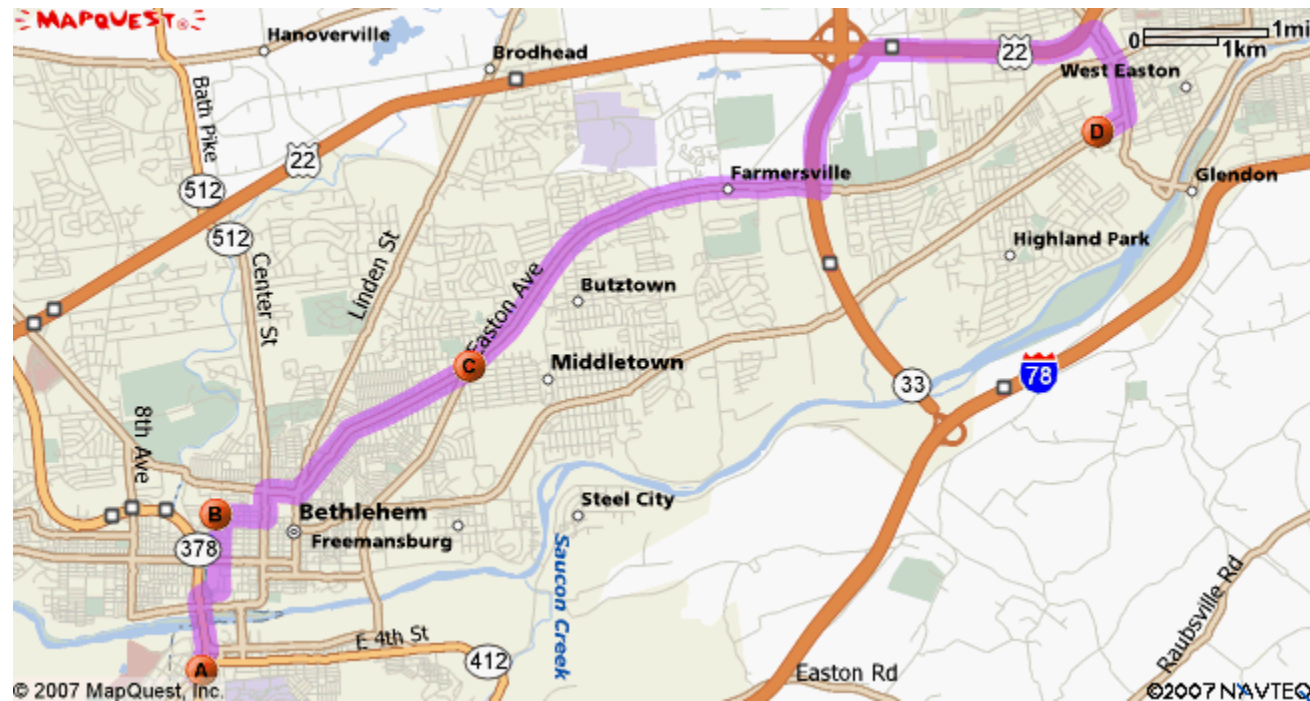 MAPQUEST®
Hanoverville
Brodhead
0
1mi
1km
22
West Easton
Bath Pike
22
D
512
Farmersville
Glendon
512
Center St
Linden St
Highland Park
Easton Ave
Butztown
C
Middletown
78
33
8th Ave
B
Bethlehem
Steel City
378
Freemansburg
Saucon Creek
E 4th St
A
412
Easton Rd
Raubsville Rd
© 2007 MapQuest, Inc.
©2007 NAVTEQ